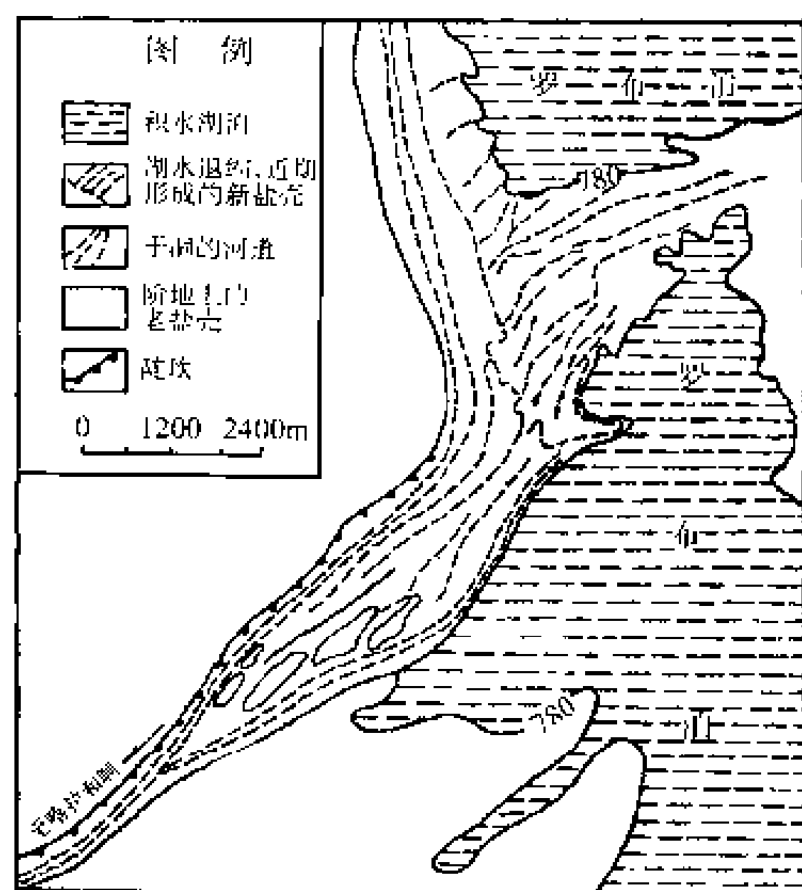 图 例
积水湖泊
湖水退缩,近期
形成的新盐壳
干涸的河道
阶地上的
老盐壳
陡坎
0 1200 2400m
罗 布 泊
780
罗
布
泊
780